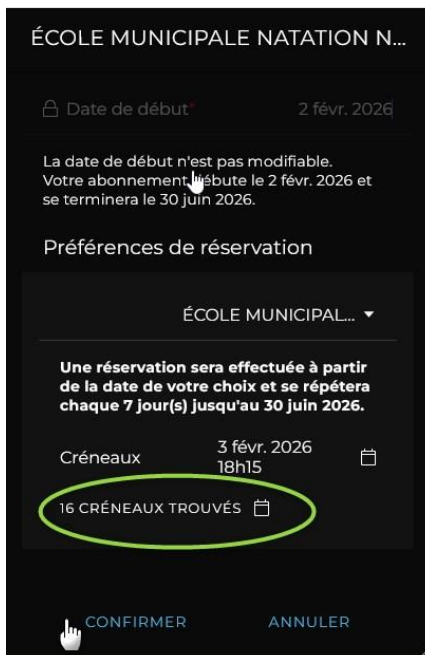 ÉCOLE MUNICIPALE NATATION N...
Date de début* 2 févr. 2026
La date de début n'est pas modifiable.
Votre abonnement débute le 2 févr. 2026 et
se terminera le 30 juin 2026.
Préférences de réservation
ÉCOLE MUNICIPAL...
Une réservation sera effectuée à partir
de la date de votre choix et se répétera
chaque 7 jour(s) jusqu'au 30 juin 2026.
Créneaux 3 févr. 2026
18h15
16 CRÉNEAUX TROUVÉS
CONFIRMER ANNULER